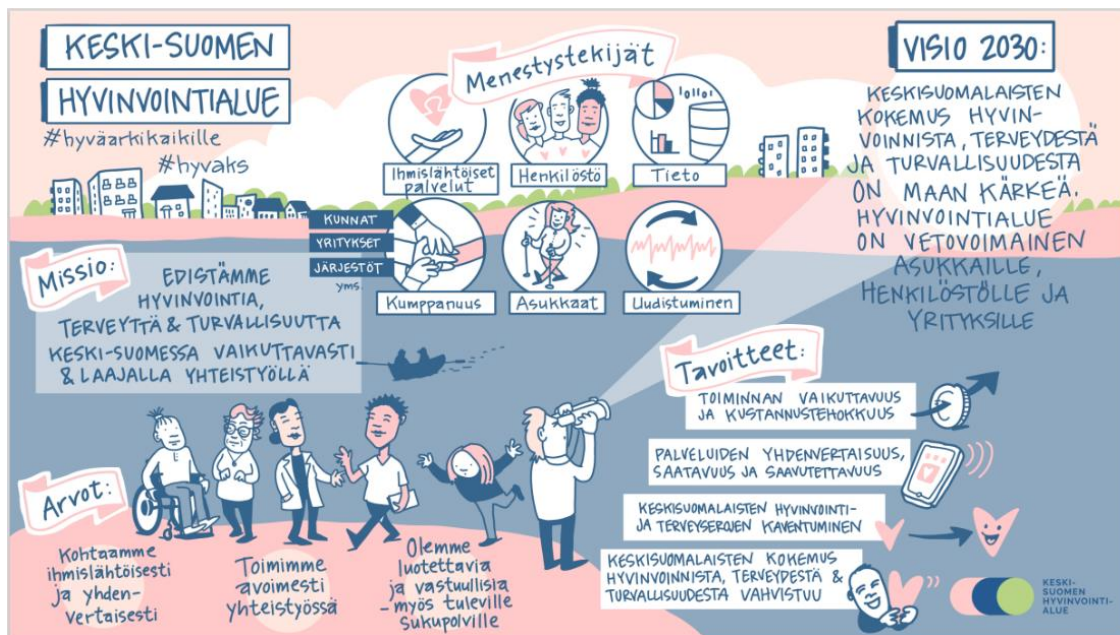 KESKI-SUOMEN
HYVINVOINTIALUE
#hyväarkikaikille
#hyvaks
Menestystekijät
Ihmislähtöiset
palvelut
Henkilöstö
Tieto
KUNNAT
YRITYKSET
JÄRJESTÖT
yms.
Kumppanuus
Asukkaat
Uudistuminen
VISIO 2030:
KESKISUOMALAISTEN
KOKEMUS HYVIN-
VOINNISTA, TERVEYDESTÄ
JA TURVALLISUUDESTA
ON MAAN KÄRKEÄ.
HYVINVOINTIALUE
ON VETOVOIMAINEN
ASUKKAILLE,
HENKILÖSTÖLLE JA
YRITYKSILLE
Missio:
EDISTÄMME
HYVINVOINTIA,
TERVEYTTÄ & TURVALLISUUTTA
KESKI-SUOMESSA VAIKUTTAVASTI
& LAAJALLA YHTEISTYÖLLÄ
Arvot:
Kohtaamme
ihmislähtöisesti
ja yhden-
vertaisesti
Toimimme
avoimesti
yhteistyössä
Olemme
luotettavia
ja vastuullisia
-myös tuleville
sukupolville
Tavoitteet:
TOIMINNAN VAIKUTTAVUUS
JA KUSTANNUSTEHOKKUUS
PALVELUIDEN YHDENVERTAISUUS,
SAATAVUUS JA SAAVUTETTAVUUS
KESKISUOMALAISTEN HYVINVOINTI-
JA TERVEYSEROJEN KAVENTUMINEN
KESKISUOMALAISTEN KOKEMUS
HYVINVOINNISTA, TERVEYDESTÄ &
TURVALLISUUDESTA VAHVISTUU
KESKI-
SUOMEN
HYVINVOINTI-
ALUE